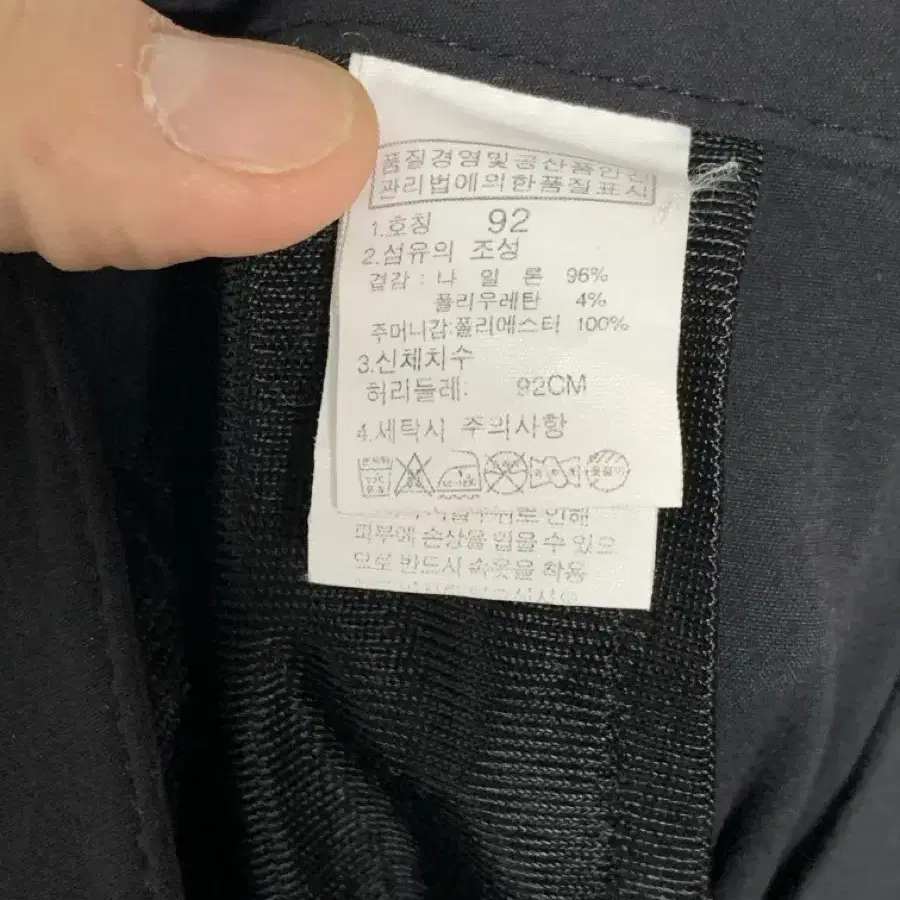 품질경영및공산품안전
관리법에의한품질표시
1.호칭 92
2.섬유의 조성
겉감 : 나 일 론 96%
폴리우레탄 4%
주머니감:폴리에스터 100%
3.신체치수
허리둘레: 92CM
4.세탁시 주의사항
인해
피부에 손상을 입을 수 있으
므로 반드시 속옷을 착용